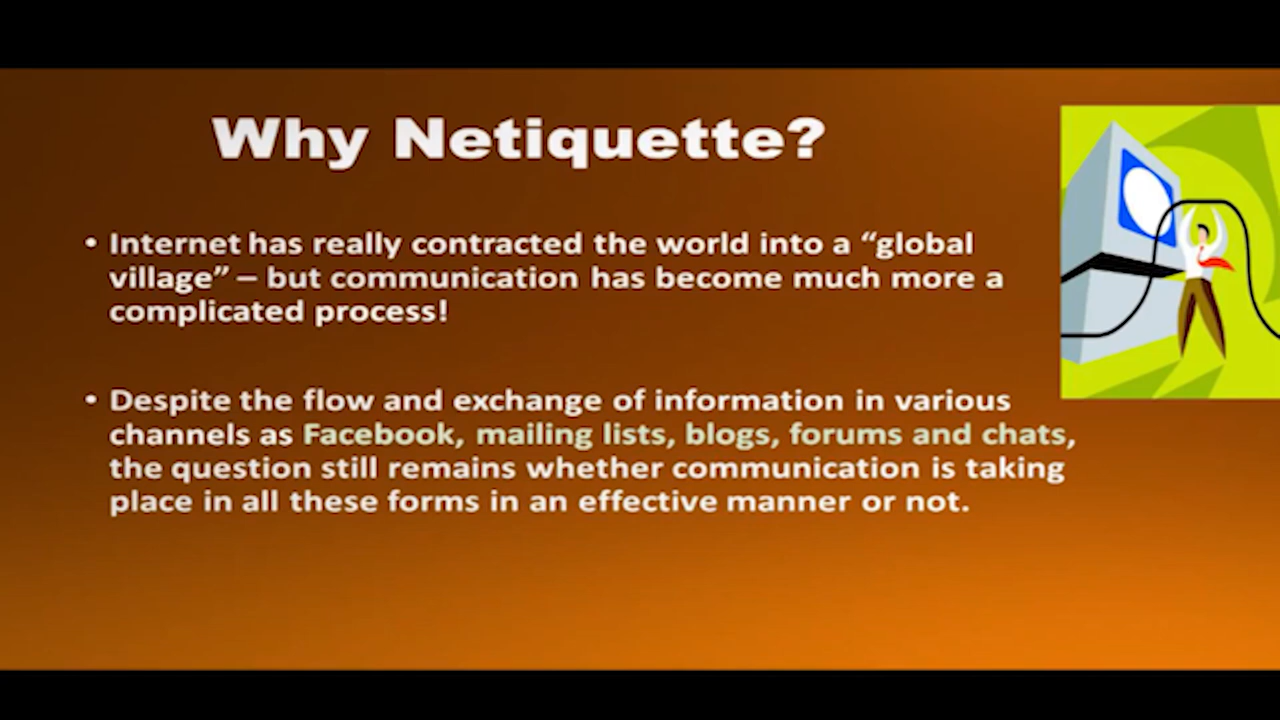 Why Netiquette?
• Internet has really contracted the world into a “global
village” – but communication has become much more a
complicated process!
• Despite the flow and exchange of information in various
channels as Facebook, mailing lists, blogs, forums and chats,
the question still remains whether communication is taking
place in all these forms in an effective manner or not.